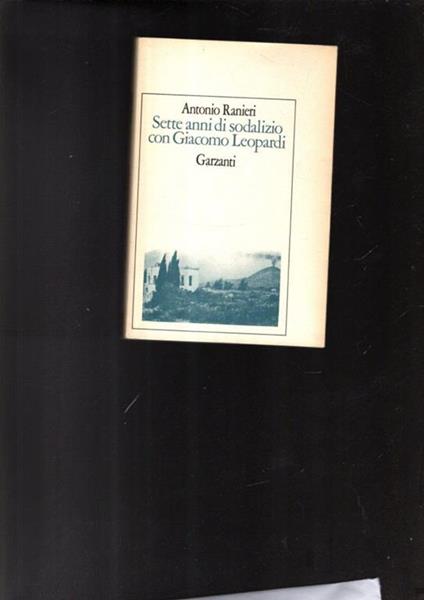 Antonio Ranieri
Sette anni di sodalizio
con Giacomo Leopardi
Garzanti